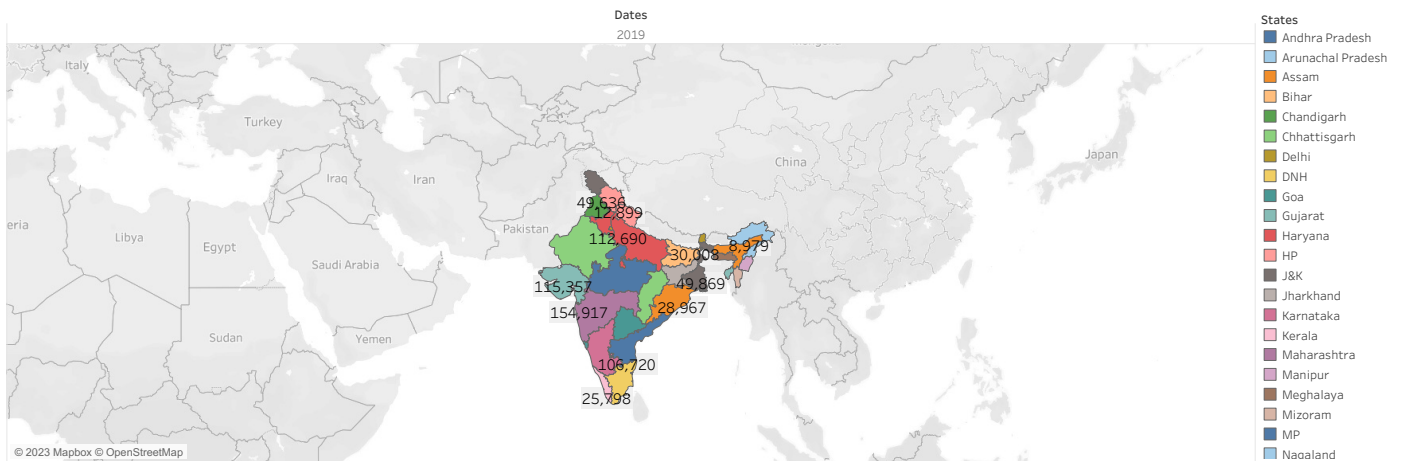 Dates
2019
States
Andhra Pradesh
Arunachal Pradesh
Assam
Bihar
Chandigarh
Chhattisgarh
Delhi
DNH
Goa
Gujarat
Haryana
HP
J&K
Jharkhand
Karnataka
Kerala
Maharashtra
Manipur
Meghalaya
Mizoram
MP
Nagaland
Italy
Turkey
China
Japan
Iraq
Iran
eria
Libya
Egypt
Pakistan
Saudi Arabia
Sudan
Yemen
49,636
12,899
112,690
8,979
30,008
115,357
49,869
154,917
28,967
106,720
25,798
© 2023 Mapbox © OpenStreetMap